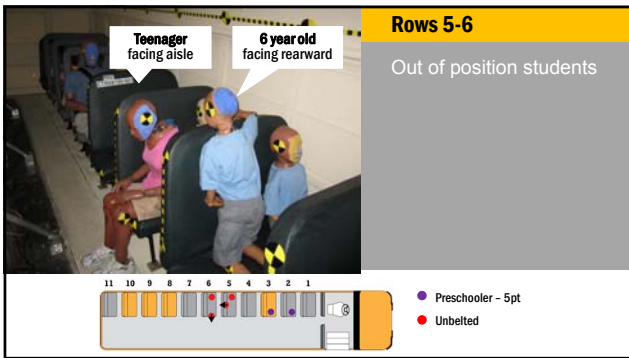 Rows 5-6
Teenager
facing aisle
6 year old
facing rearward
Out of position students
11 10 9 8 7 6 5 4 3 2 1
Preschooler – 5pt
Unbelted